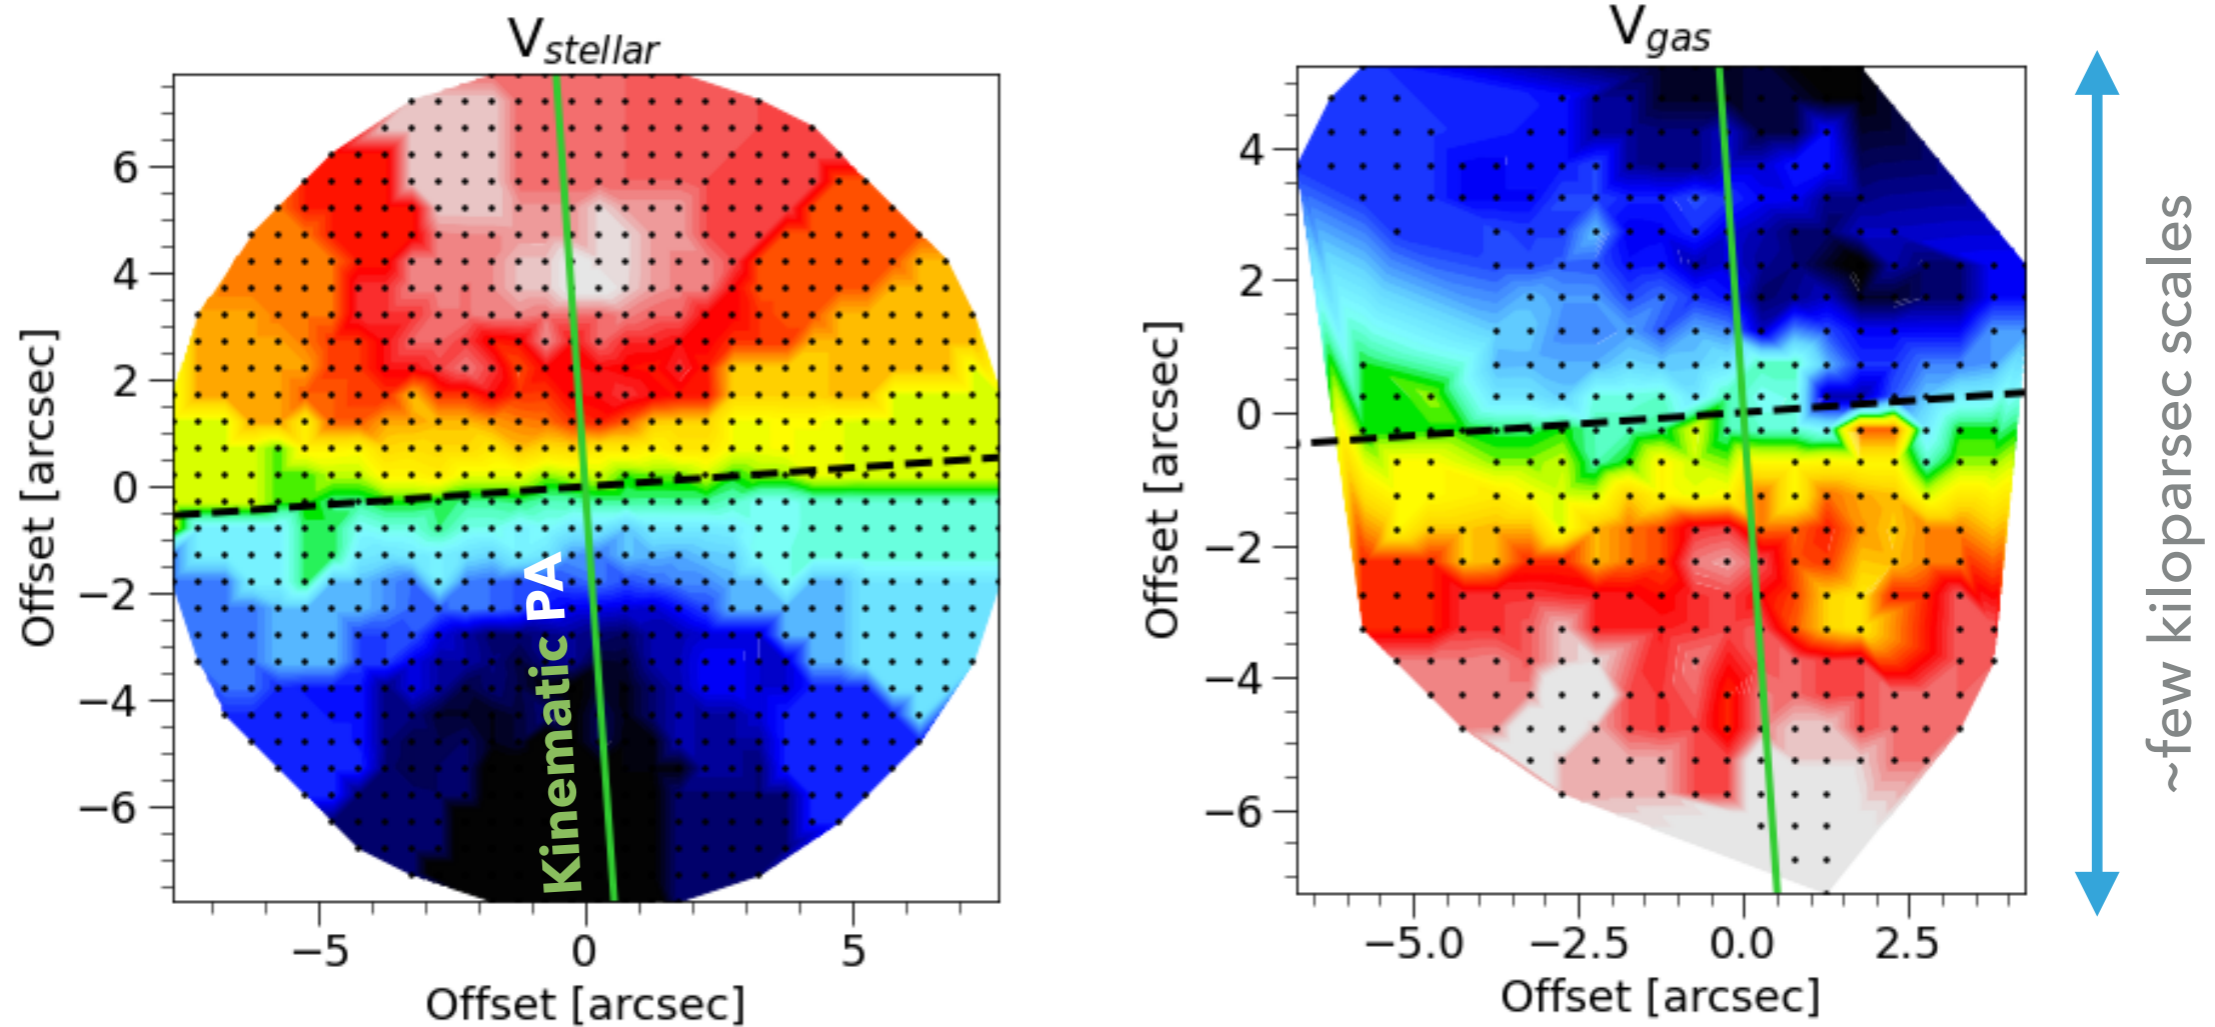 V_stellar
V_gas
6
4
2
0
−2
−4
−6
Offset [arcsec]
−5
0
5
Offset [arcsec]
Kinematic PA
4
2
0
−2
−4
−6
Offset [arcsec]
−5.0
−2.5
0.0
2.5
Offset [arcsec]
~few kiloparsec scales